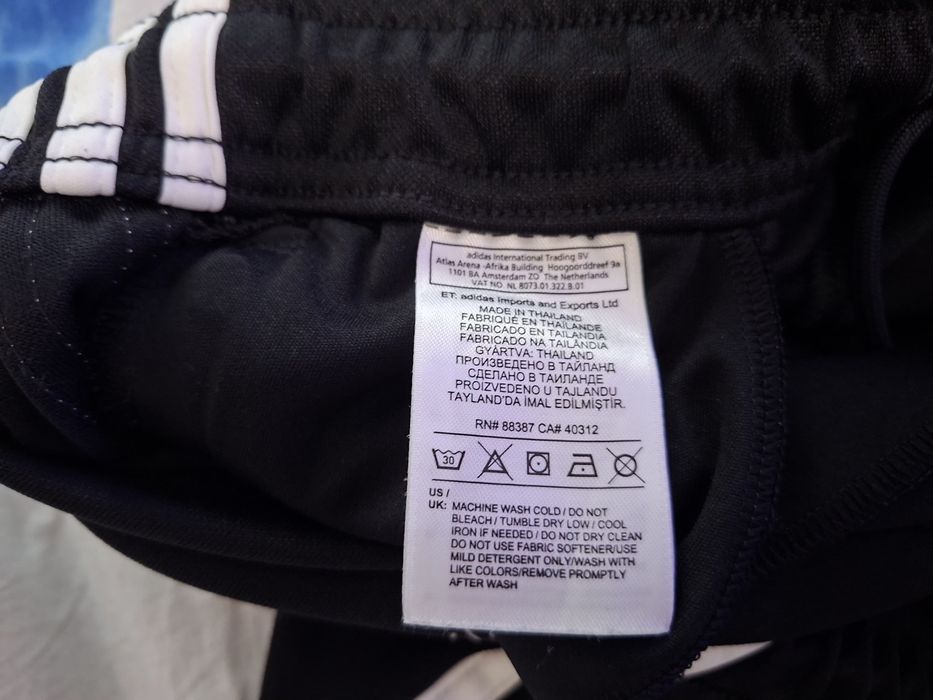 adidas International Trading BV
Atlas Arena -Afrika Building Hoogoorddreef 9a
1101 BA Amsterdam ZO The Netherlands
VAT NO. NL 8073.01.322.B.01
ET: adidas Imports and Exports Ltd
MADE IN THAILAND
FABRIQUÉ EN THAÏLANDE
FABRICADO EN TAILANDIA
FABRICADO NA TAILÂNDIA
GYÁRTVA: THAILAND
ПРОИЗВЕДЕНО В ТАЙЛАНД
СДЕЛАНО В ТАИЛАНДЕ
PROIZVEDENO U TAJLANDU
TAYLAND'DA İMAL EDİLMİŞTİR.
RN# 88387 CA# 40312
30
US /
UK: MACHINE WASH COLD / DO NOT
BLEACH / TUMBLE DRY LOW / COOL
IRON IF NEEDED / DO NOT DRY CLEAN
DO NOT USE FABRIC SOFTENER/USE
MILD DETERGENT ONLY/WASH WITH
LIKE COLORS/REMOVE PROMPTLY
AFTER WASH